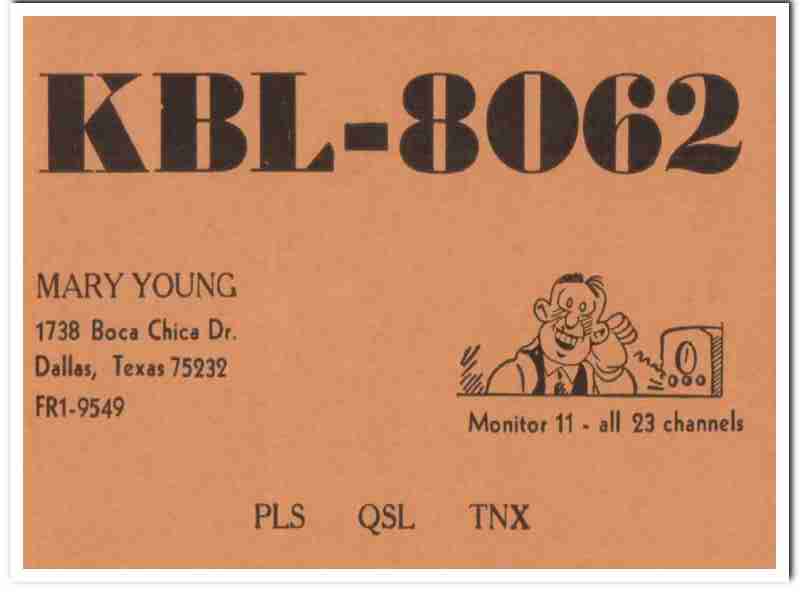 KBL-8062
MARY YOUNG
1738 Boca Chica Dr.
Dallas, Texas 75232
FR1-9549
Monitor 11 - all 23 channels
PLS QSL TNX